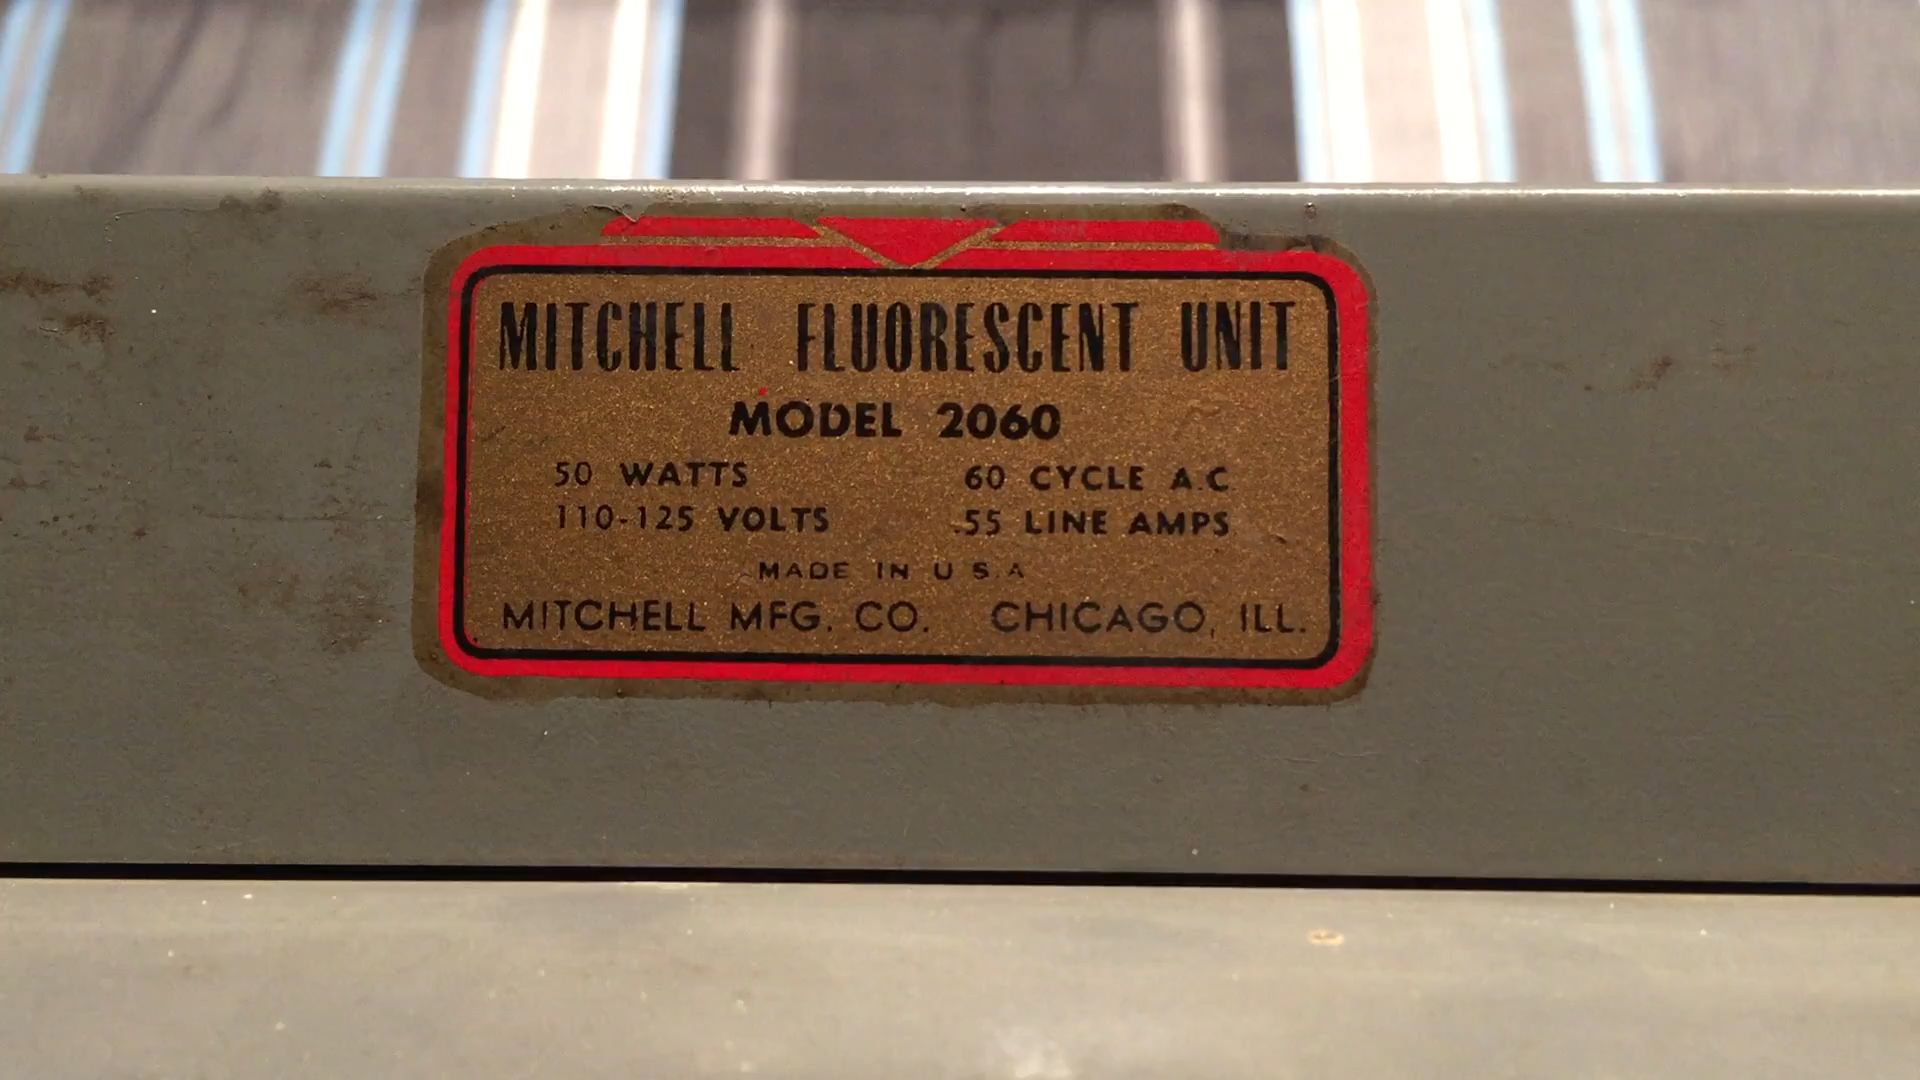 MITCHELL FLUORESCENT UNIT
MODEL 2060
50 WATTS 60 CYCLE A.C.
110-125 VOLTS .55 LINE AMPS
MADE IN U.S.A.
MITCHELL MFG. CO. CHICAGO, ILL.